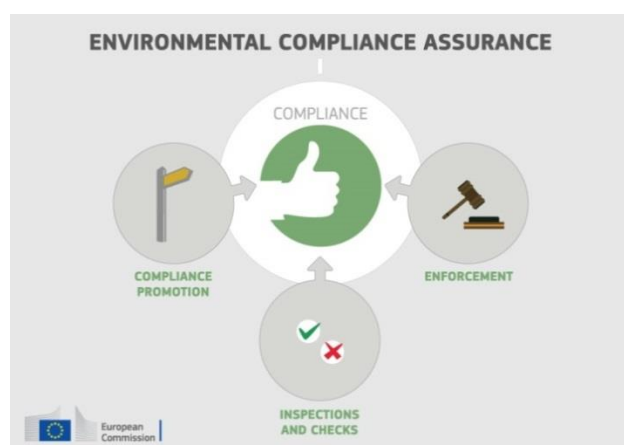 ENVIRONMENTAL COMPLIANCE ASSURANCE
COMPLIANCE
COMPLIANCE
PROMOTION
ENFORCEMENT
INSPECTIONS
AND CHECKS
European
Commission